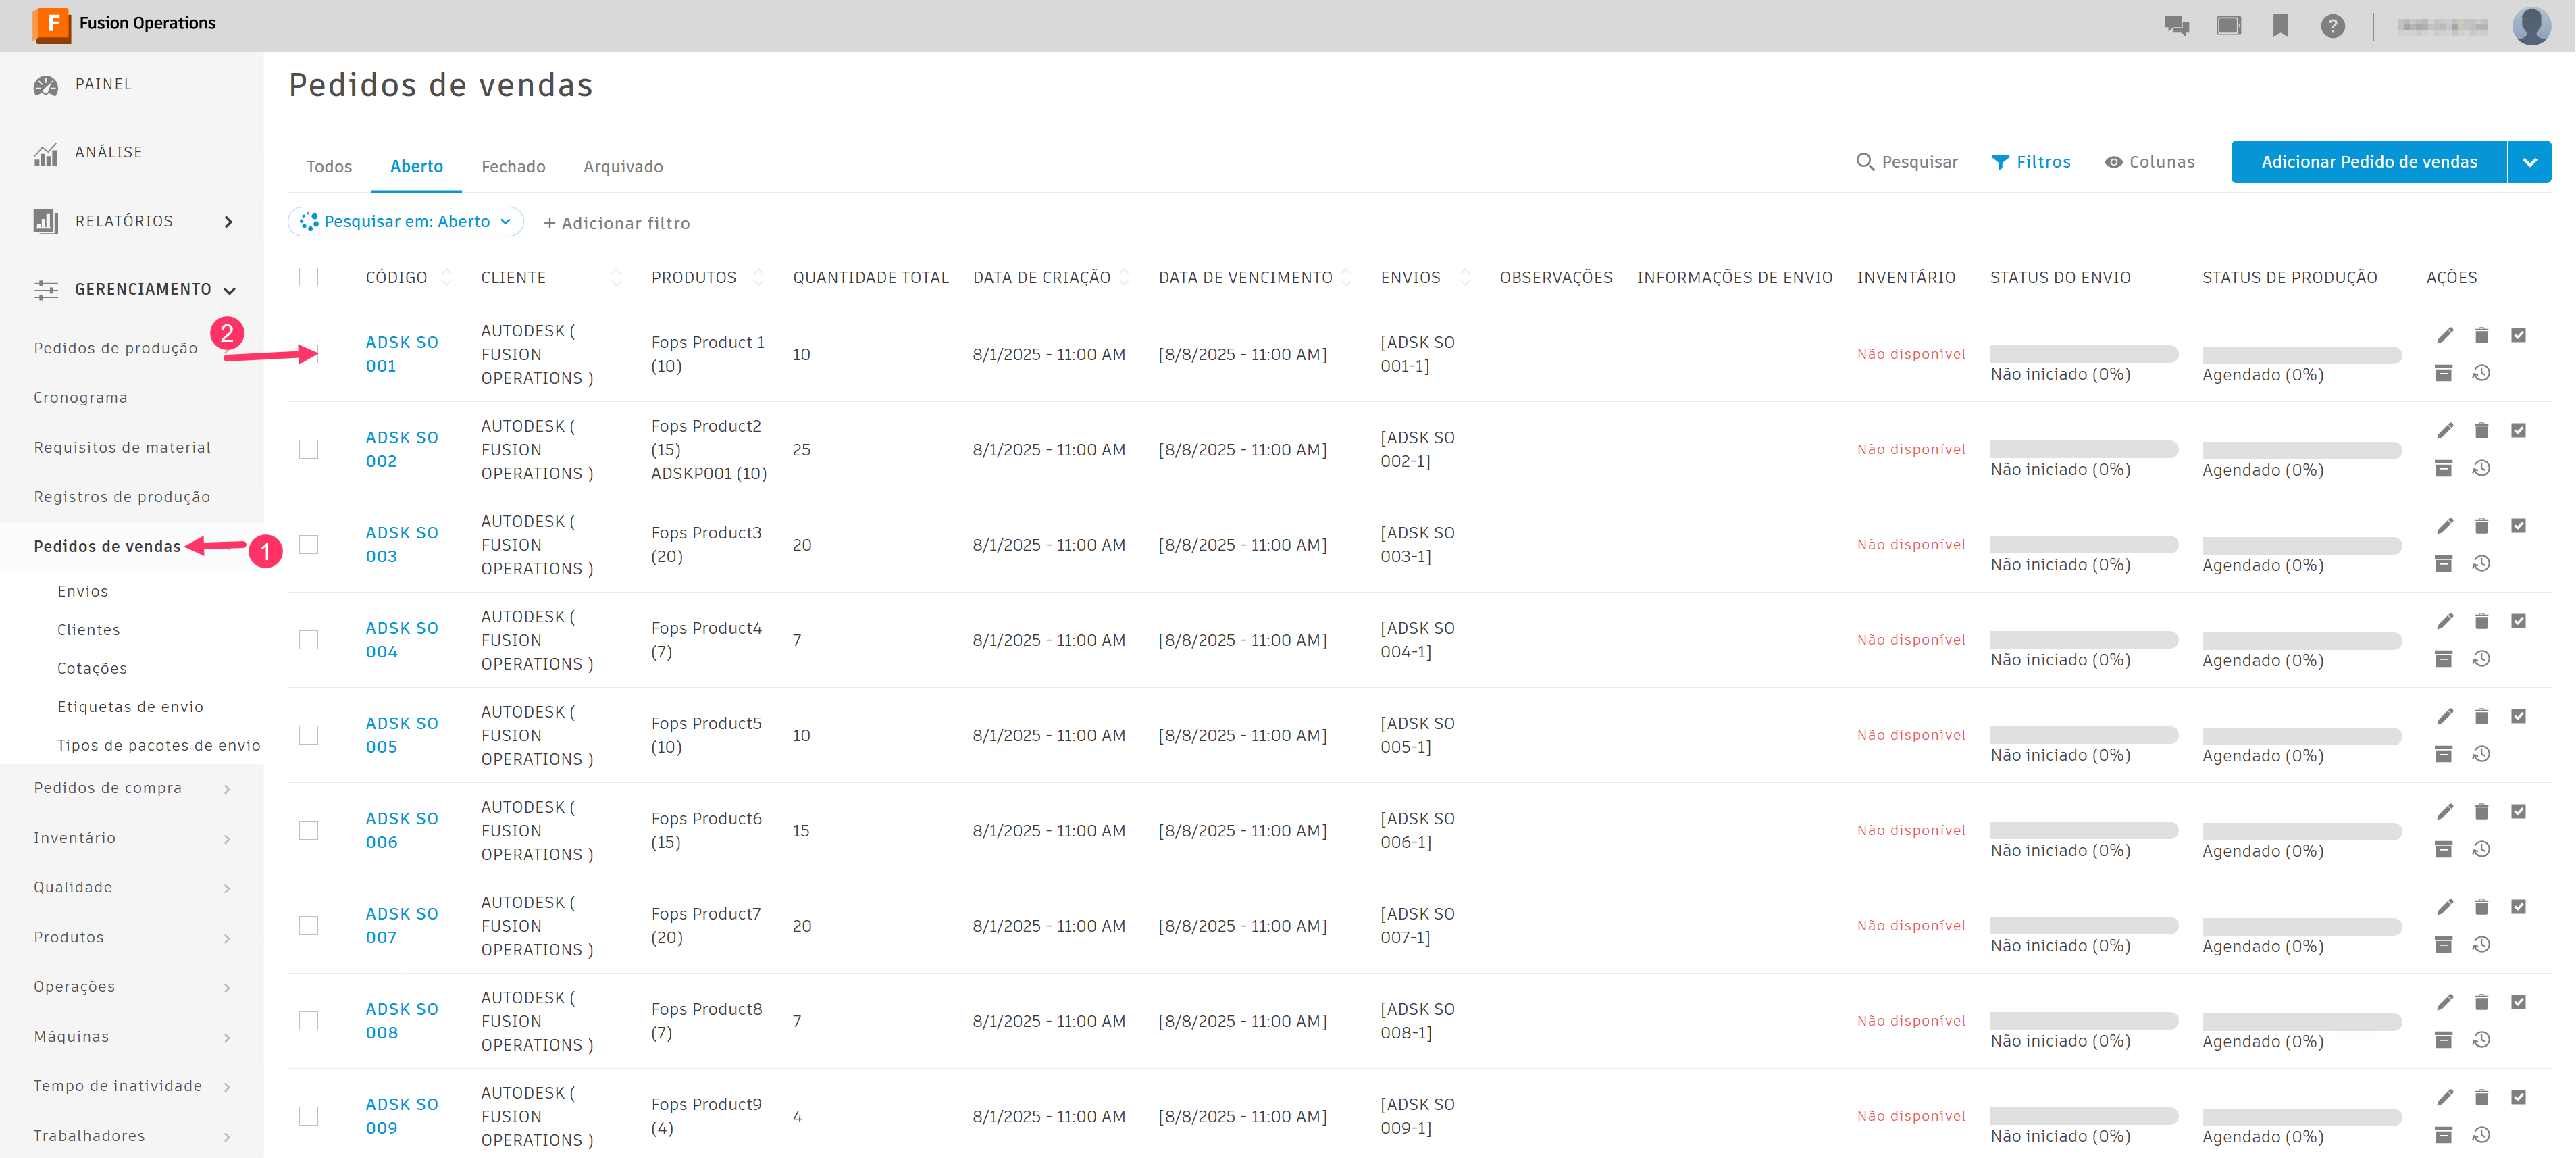 Fusion Operations
PAINEL
ANÁLISE
RELATÓRIOS
GERENCIAMENTO
Pedidos de produção
2
Cronograma
Requisitos de material
Registros de produção
Pedidos de vendas
1
Envios
Clientes
Cotações
Etiquetas de envio
Tipos de pacotes de envio
Pedidos de compra
Inventário
Qualidade
Produtos
Operações
Máquinas
Tempo de inatividade
Trabalhadores
Pedidos de vendas
Todos Aberto Fechado Arquivado
Pesquisar Filtros Colunas Adicionar Pedido de vendas
Pesquisar em: Aberto + Adicionar filtro
CÓDIGO CLIENTE PRODUTOS QUANTIDADE TOTAL DATA DE CRIAÇÃO DATA DE VENCIMENTO ENVIOS OBSERVAÇÕES INFORMAÇÕES DE ENVIO INVENTÁRIO STATUS DO ENVIO STATUS DE PRODUÇÃO AÇÕES
ADSK SO 001 AUTODESK ( FUSION OPERATIONS ) Fops Product 1 (10) 10 8/1/2025 - 11:00 AM [8/8/2025 - 11:00 AM] [ADSK SO 001-1] Não disponível Não iniciado (0%) Agendado (0%)
ADSK SO 002 AUTODESK ( FUSION OPERATIONS ) Fops Product2 (15) ADSKP001 (10) 25 8/1/2025 - 11:00 AM [8/8/2025 - 11:00 AM] [ADSK SO 002-1] Não disponível Não iniciado (0%) Agendado (0%)
ADSK SO 003 AUTODESK ( FUSION OPERATIONS ) Fops Product3 (20) 20 8/1/2025 - 11:00 AM [8/8/2025 - 11:00 AM] [ADSK SO 003-1] Não disponível Não iniciado (0%) Agendado (0%)
ADSK SO 004 AUTODESK ( FUSION OPERATIONS ) Fops Product4 (7) 7 8/1/2025 - 11:00 AM [8/8/2025 - 11:00 AM] [ADSK SO 004-1] Não disponível Não iniciado (0%) Agendado (0%)
ADSK SO 005 AUTODESK ( FUSION OPERATIONS ) Fops Product5 (10) 10 8/1/2025 - 11:00 AM [8/8/2025 - 11:00 AM] [ADSK SO 005-1] Não disponível Não iniciado (0%) Agendado (0%)
ADSK SO 006 AUTODESK ( FUSION OPERATIONS ) Fops Product6 (15) 15 8/1/2025 - 11:00 AM [8/8/2025 - 11:00 AM] [ADSK SO 006-1] Não disponível Não iniciado (0%) Agendado (0%)
ADSK SO 007 AUTODESK ( FUSION OPERATIONS ) Fops Product7 (20) 20 8/1/2025 - 11:00 AM [8/8/2025 - 11:00 AM] [ADSK SO 007-1] Não disponível Não iniciado (0%) Agendado (0%)
ADSK SO 008 AUTODESK ( FUSION OPERATIONS ) Fops Product8 (7) 7 8/1/2025 - 11:00 AM [8/8/2025 - 11:00 AM] [ADSK SO 008-1] Não disponível Não iniciado (0%) Agendado (0%)
ADSK SO 009 AUTODESK ( FUSION OPERATIONS ) Fops Product9 (4) 4 8/1/2025 - 11:00 AM [8/8/2025 - 11:00 AM] [ADSK SO 009-1] Não disponível Não iniciado (0%) Agendado (0%)